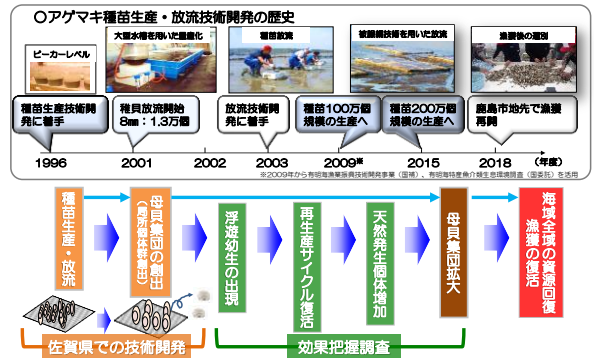 〇アゲマキ種苗生産・放流技術開発の歴史
ビーカーレベル
大型水槽を用いた量産化
種苗放流
被覆網技術を用いた放流
漁獲後の選別
種苗生産技術開
発に着手
稚貝放流開始
8mm：1.3万個
放流技術開
発に着手
種苗100万個
規模の生産へ
種苗200万個
規模の生産へ
鹿島市地先で漁獲
再開
1996 2001 2002 2003 2009※ 2015 2018 (年度)
※2009年から有明海漁業振興技術開発事業（国補）、有明海特産魚介類生息環境調査（国委託）を活用
種苗生産・放流
母貝集団の創出
（局所個体群創出）
浮遊幼生の出現
再生産サイクル復活
天然発生個体増加
母貝集団拡大
海域全域の資源回復
漁獲の復活
佐賀県での技術開発
効果把握調査